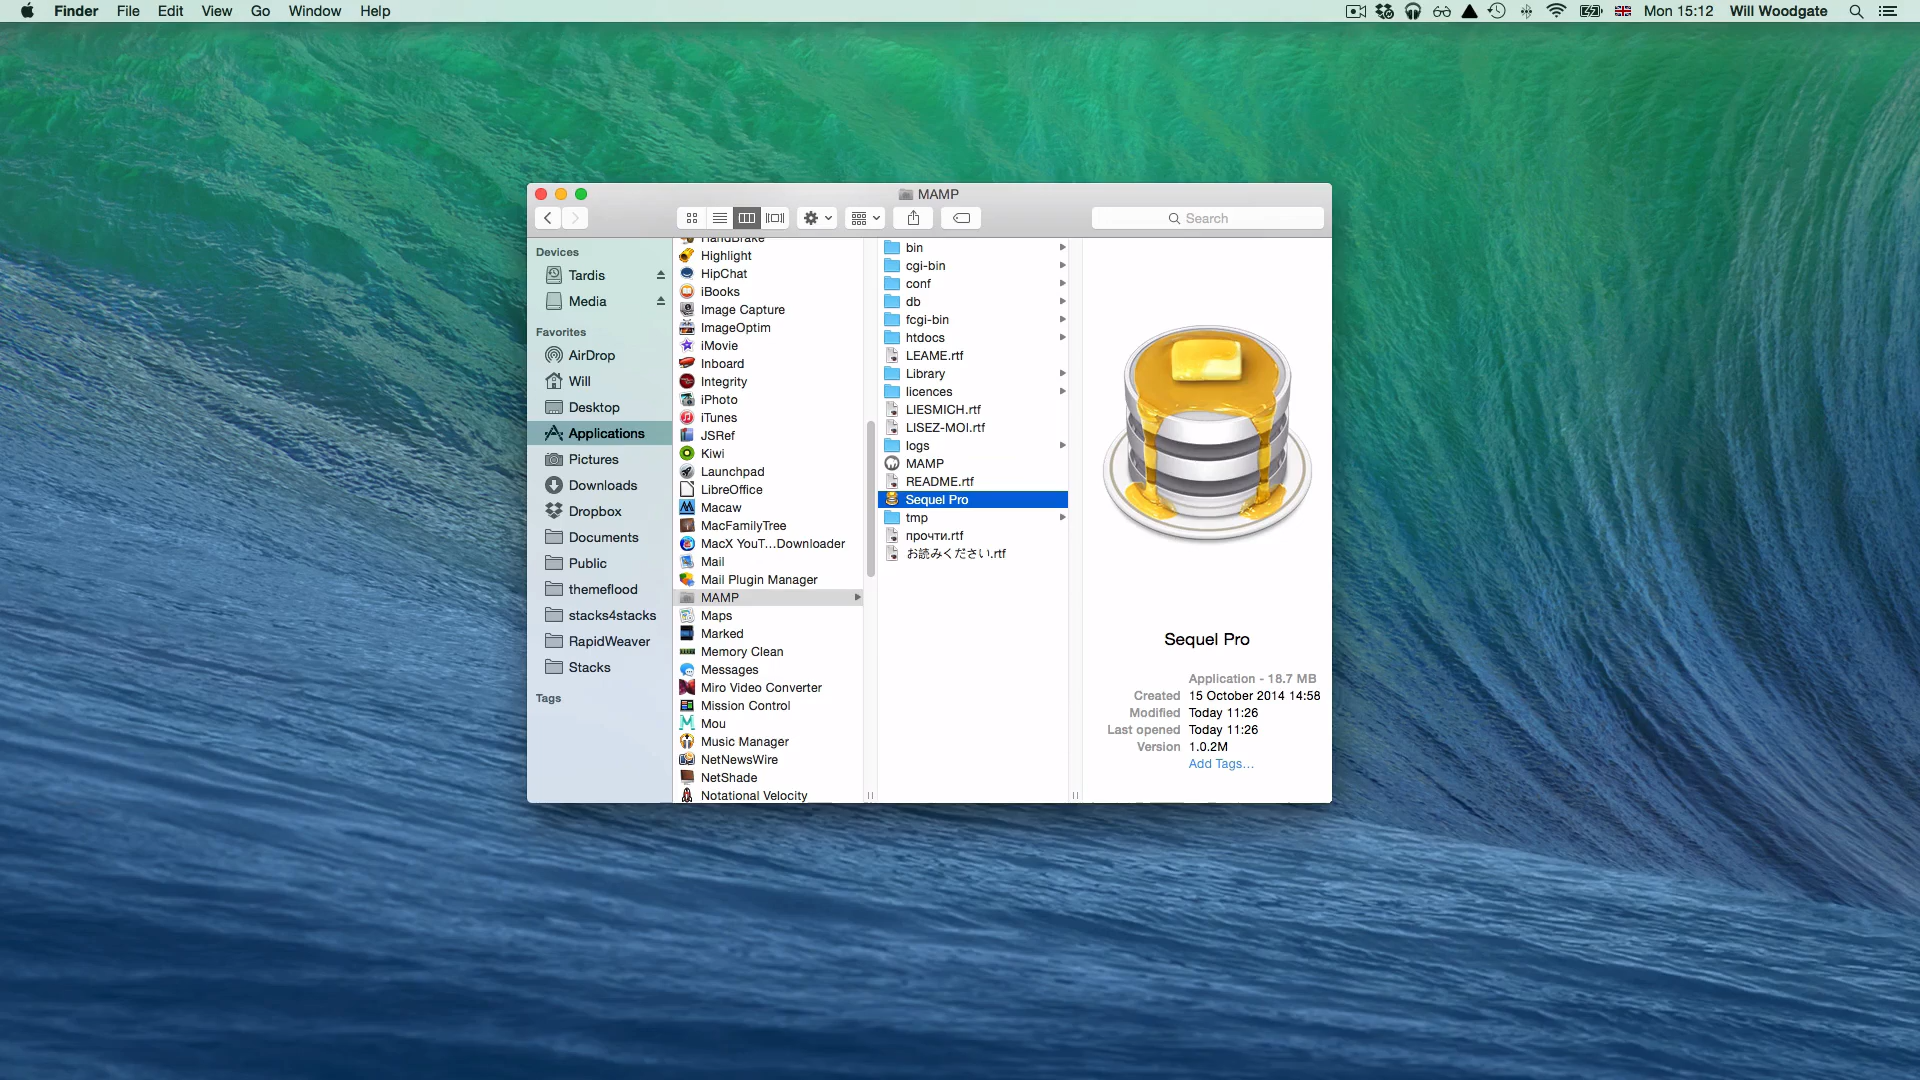 Finder File Edit View Go Window Help Mon 15:12 Will Woodgate
MAMP
Search
Devices
Tardis
Media
Favorites
AirDrop
Will
Desktop
Applications
Pictures
Downloads
Dropbox
Documents
Public
themeflood
stacks4stacks
RapidWeaver
Stacks
Tags
HandBrake
Highlight
HipChat
iBooks
Image Capture
ImageOptim
iMovie
Inboard
Integrity
iPhoto
iTunes
JSRef
Kiwi
Launchpad
LibreOffice
Macaw
MacFamilyTree
MacX YouT...Downloader
Mail
Mail Plugin Manager
MAMP
Maps
Marked
Memory Clean
Messages
Miro Video Converter
Mission Control
Mou
Music Manager
NetNewsWire
NetShade
Notational Velocity
bin
cgi-bin
conf
db
fcgi-bin
htdocs
LEAME.rtf
Library
licences
LIESMICH.rtf
LISEZ-MOI.rtf
logs
MAMP
README.rtf
Sequel Pro
tmp
прочти.rtf
お読みください.rtf
Sequel Pro
Application - 18.7 MB
Created 15 October 2014 14:58
Modified Today 11:26
Last opened Today 11:26
Version 1.0.2M
Add Tags...